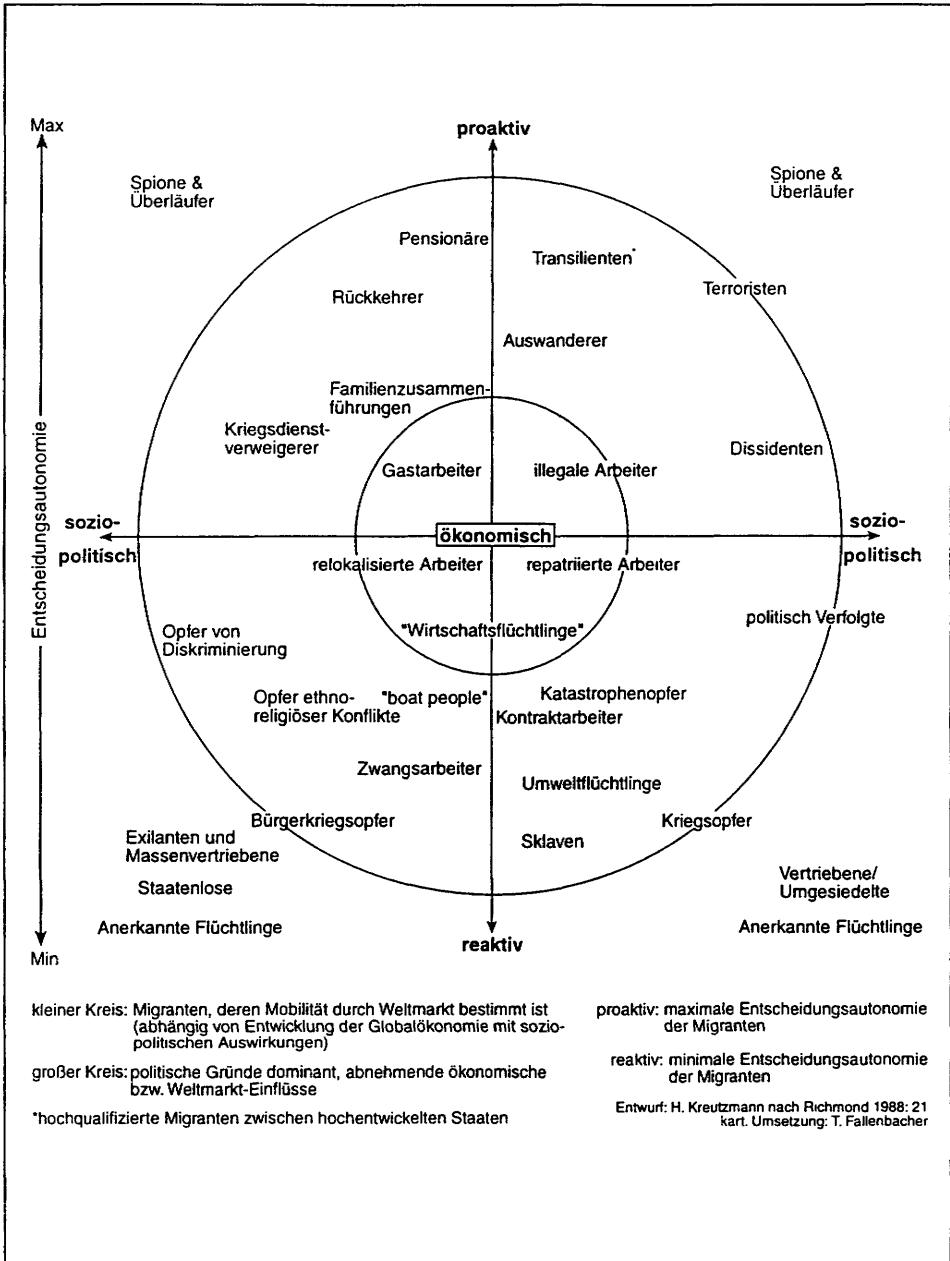 Max
proaktiv
Spione &
Überläufer
Spione &
Überläufer
Pensionäre
Transilienten*
Rückkehrer
Terroristen
Auswanderer
Familienzusammen-
führungen
Kriegsdienst-
verweigerer
Dissidenten
Gastarbeiter
illegale Arbeiter
Entscheidungsautonomie
sozio-
politisch
ökonomisch
sozio-
politisch
relokalisierte Arbeiter
repatriierte Arbeiter
"Wirtschaftsflüchtlinge"
politisch Verfolgte
Opfer von
Diskriminierung
Opfer ethno-
religiöser Konflikte
"boat people"
Katastrophenopfer
Kontraktarbeiter
Zwangsarbeiter
Umweltflüchtlinge
Bürgerkriegsopfer
Kriegsopfer
Exilanten und
Massenvertriebene
Sklaven
Staatenlose
Vertriebene/
Umgesiedelte
Anerkannte Flüchtlinge
Anerkannte Flüchtlinge
reaktiv
Min
kleiner Kreis: Migranten, deren Mobilität durch Weltmarkt bestimmt ist
(abhängig von Entwicklung der Globalökonomie mit sozio-
politischen Auswirkungen)
großer Kreis: politische Gründe dominant, abnehmende ökonomische
bzw. Weltmarkt-Einflüsse
*hochqualifizierte Migranten zwischen hochentwickelten Staaten
proaktiv: maximale Entscheidungsautonomie
der Migranten
reaktiv: minimale Entscheidungsautonomie
der Migranten
Entwurf: H. Kreutzmann nach Richmond 1988: 21
kart. Umsetzung: T. Fallenbacher